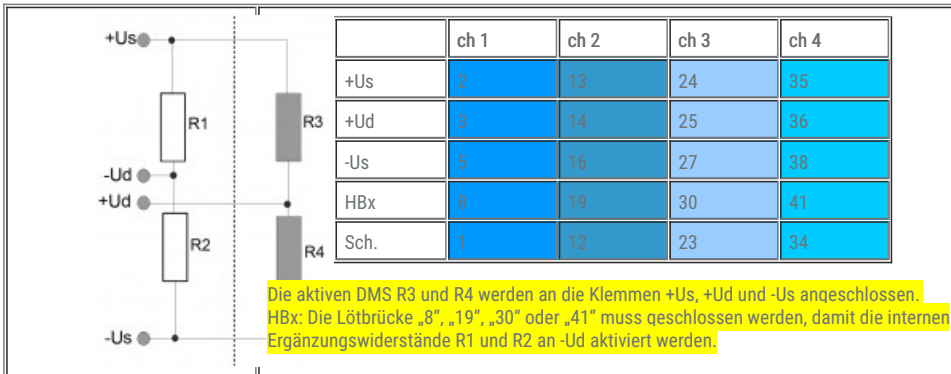 +Us
R1
R3
-Ud
+Ud
R2
R4
-Us
ch 1 ch 2 ch 3 ch 4
+Us 2 13 24 35
+Ud 3 14 25 36
-Us 5 16 27 38
HBx 8 19 30 41
Sch. 1 12 23 34
Die aktiven DMS R3 und R4 werden an die Klemmen +Us, +Ud und -Us angeschlossen.
HBx: Die Lötbrücke „8“, „19“, „30“ oder „41“ muss geschlossen werden, damit die internen
Ergänzungswiderstände R1 und R2 an -Ud aktiviert werden.